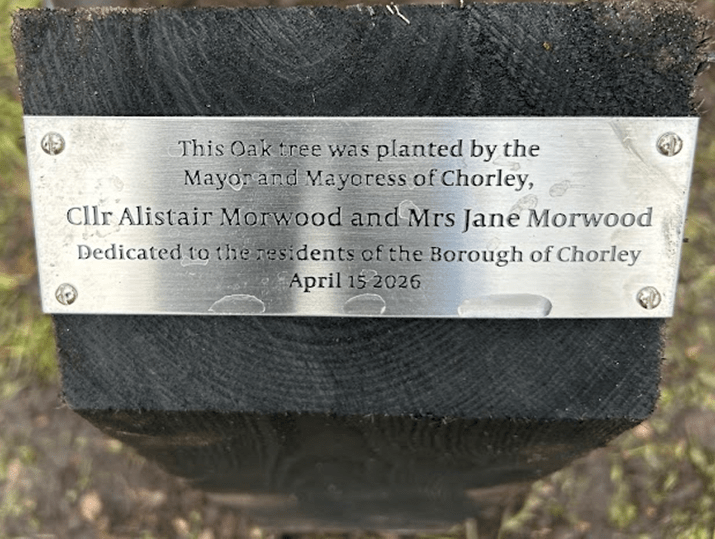 This Oak tree was planted by the
Mayor and Mayoress of Chorley,
Cllr Alistair Morwood and Mrs Jane Morwood
Dedicated to the residents of the Borough of Chorley
April 15 2026